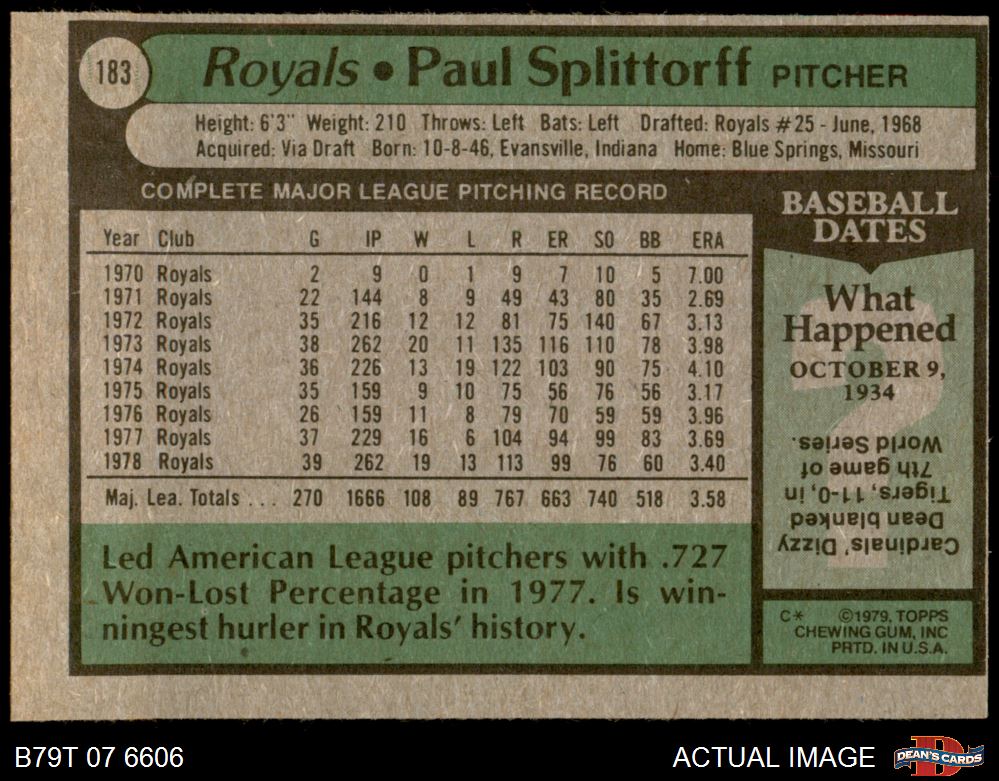 183
Royals • Paul Splittorff PITCHER
Height: 6'3" Weight: 210 Throws: Left Bats: Left Drafted: Royals #25 - June, 1968
Acquired: Via Draft Born: 10-8-46, Evansville, Indiana Home: Blue Springs, Missouri
COMPLETE MAJOR LEAGUE PITCHING RECORD
Year Club G IP W L R ER SO BB ERA
1970 Royals 2 9 0 1 9 7 10 5 7.00
1971 Royals 22 144 8 9 49 43 80 35 2.69
1972 Royals 35 216 12 12 81 75 140 67 3.13
1973 Royals 38 262 20 11 135 116 110 78 3.98
1974 Royals 36 226 13 19 122 103 90 75 4.10
1975 Royals 35 159 9 10 75 56 76 56 3.17
1976 Royals 26 159 11 8 79 70 59 59 3.96
1977 Royals 37 229 16 6 104 94 99 83 3.69
1978 Royals 39 262 19 13 113 99 76 60 3.40
Maj. Lea. Totals . . . 270 1666 108 89 767 663 740 518 3.58
Led American League pitchers with .727
Won-Lost Percentage in 1977. Is win-
ningest hurler in Royals' history.
BASEBALL
DATES
What
Happened
OCTOBER 9,
1934
Cardinals' Dizzy
Dean blanked
Tigers, 11-0, in
7th game of
World Series.
C* ©1979, TOPPS
CHEWING GUM, INC
PRTD. IN U.S.A.
B79T 07 6606
ACTUAL IMAGE
D
DEAN'S CARDS